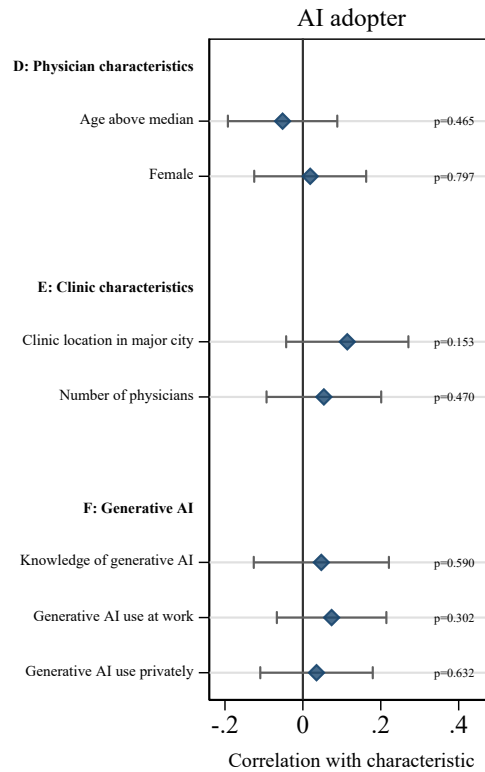 AI adopter
D: Physician characteristics
Age above median p=0.465
Female p=0.797
E: Clinic characteristics
Clinic location in major city p=0.153
Number of physicians p=0.470
F: Generative AI
Knowledge of generative AI p=0.590
Generative AI use at work p=0.302
Generative AI use privately p=0.632
-.2 0 .2 .4
Correlation with characteristic